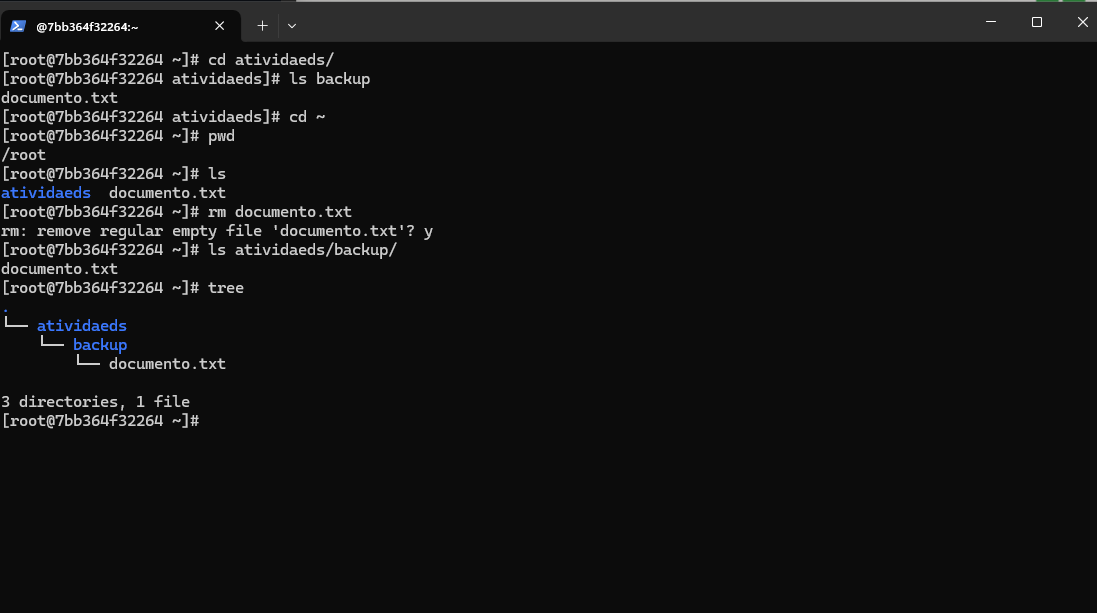 @7bb364f32264:~
[root@7bb364f32264 ~]# cd atividaeds/
[root@7bb364f32264 atividaeds]# ls backup
documento.txt
[root@7bb364f32264 atividaeds]# cd ~
[root@7bb364f32264 ~]# pwd
/root
[root@7bb364f32264 ~]# ls
atividaeds  documento.txt
[root@7bb364f32264 ~]# rm documento.txt
rm: remove regular empty file 'documento.txt'? y
[root@7bb364f32264 ~]# ls atividaeds/backup/
documento.txt
[root@7bb364f32264 ~]# tree
.
└── atividaeds
    └── backup
        └── documento.txt

3 directories, 1 file
[root@7bb364f32264 ~]#